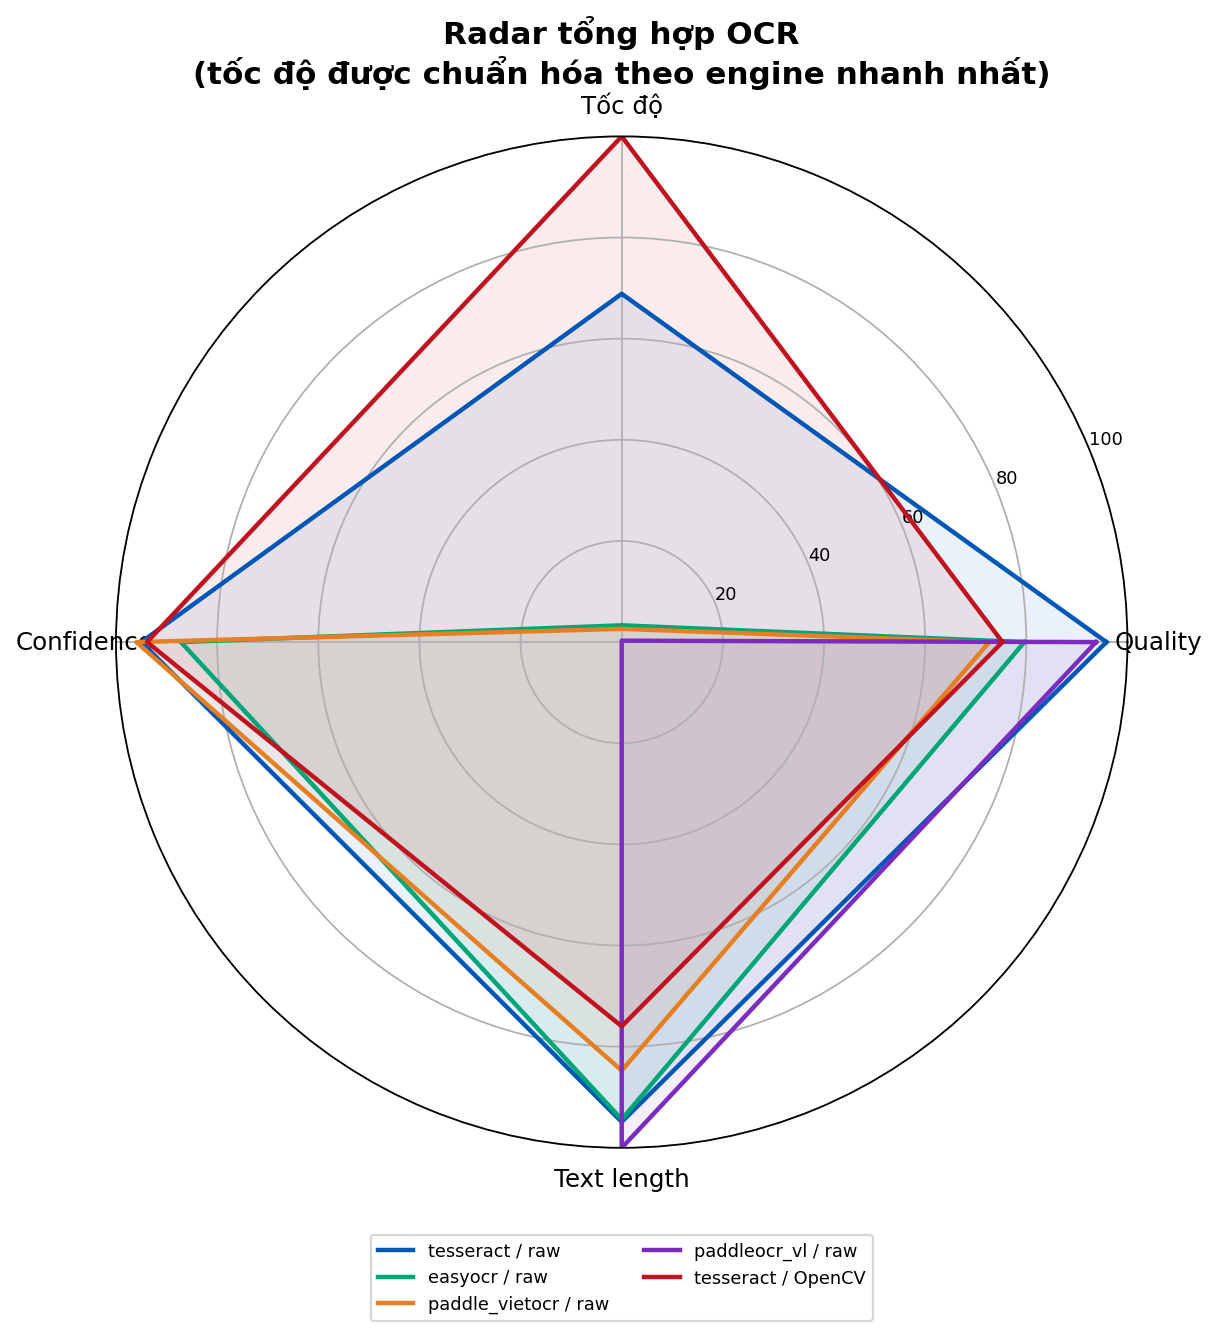 Radar tổng hợp OCR
(tốc độ được chuẩn hóa theo engine nhanh nhất)
Tốc độ
100
80
60
40
20
Confidence
Quality
Text length
tesseract / raw
easyocr / raw
paddle_vietocr / raw
paddleocr_vl / raw
tesseract / OpenCV